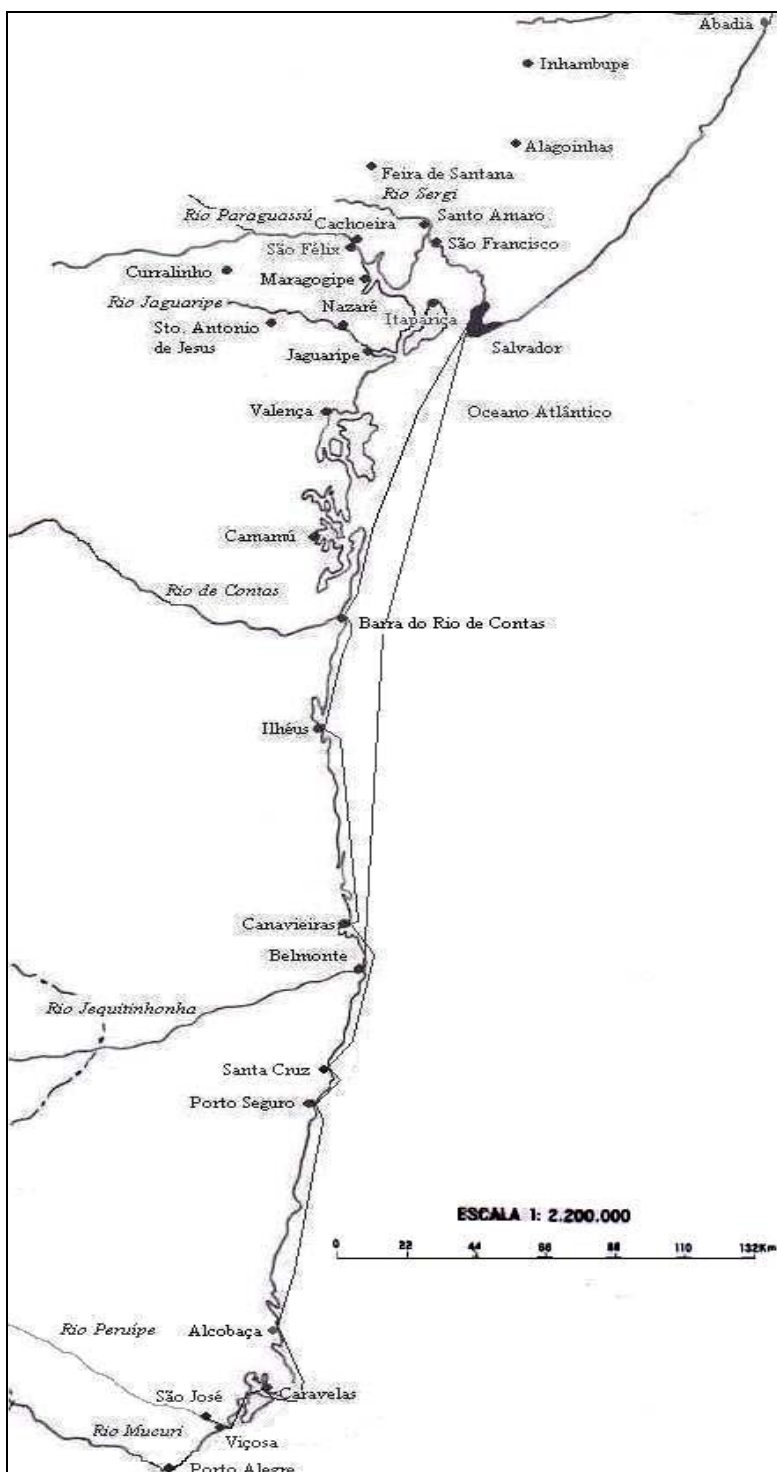 Abadia
Inhambupe
Alagoinhas
Feira de Santana
Rio Sergi
Rio Paraguassú
Santo Amaro
Cachoeira
São Félix
São Francisco
Curralinho
Maragogipe
Rio Jaguaripe
Nazaré
Itapariça
Sto. Antonio
de Jesus
Jaguaripe
Salvador
Valença
Oceano Atlântico
Camamú
Rio de Contas
Barra do Rio de Contas
Ilhéus
Canavieiras
Belmonte
Rio Jequitinhonha
Santa Cruz
Porto Seguro
ESCALA 1: 2.200.000
0 22 44 66 88 110 132Km
Rio Peruípe
Alcobaça
São José
Caravelas
Rio Mucuri
Viçosa
Porto Alegre